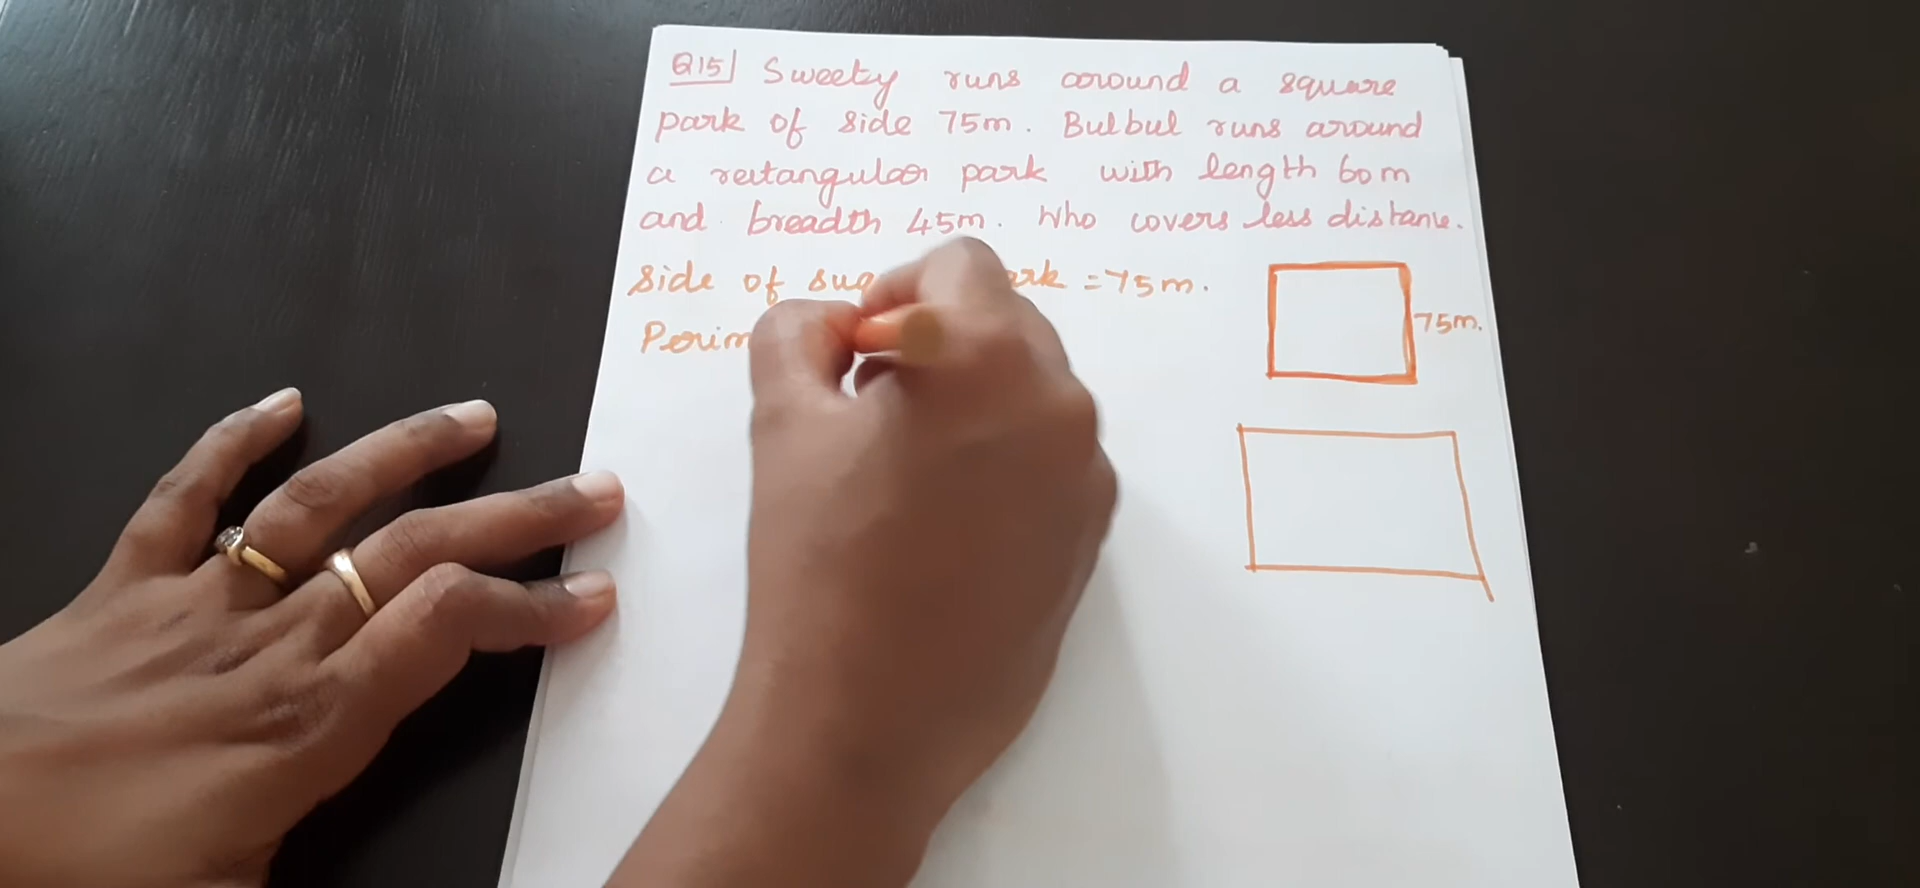 Q15 Sweety runs around a square
park of side 75m. Bulbul runs around
a rectangular park with length 60m
and breadth 45m. Who covers less distance.
Side of = 75m.
75m.